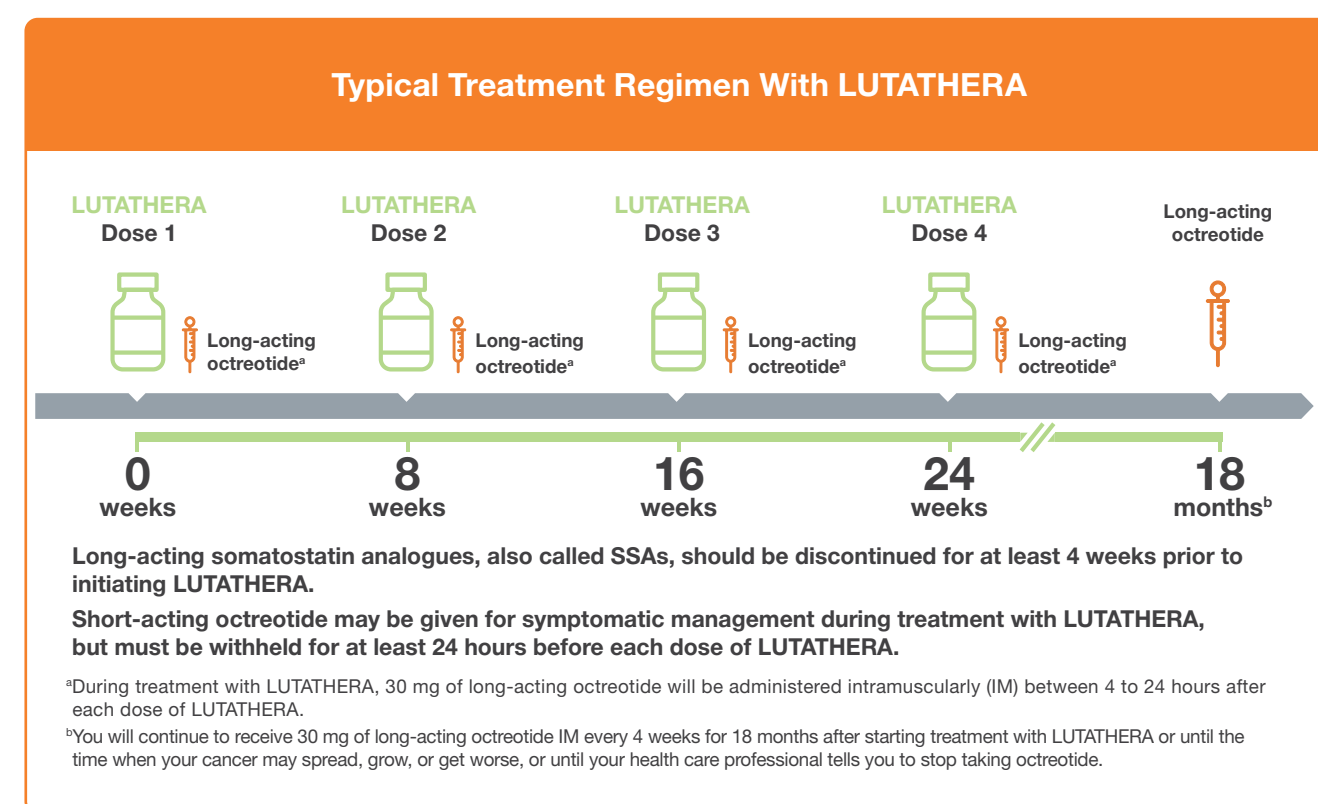 Typical Treatment Regimen With LUTATHERA
LUTATHERA
Dose 1
LUTATHERA
Dose 2
LUTATHERA
Dose 3
LUTATHERA
Dose 4
Long-acting
octreotide
Long-acting
octreotideᵃ
Long-acting
octreotideᵃ
Long-acting
octreotideᵃ
Long-acting
octreotideᵃ
0
weeks
8
weeks
16
weeks
24
weeks
18
monthsᵇ
Long-acting somatostatin analogues, also called SSAs, should be discontinued for at least 4 weeks prior to
initiating LUTATHERA.
Short-acting octreotide may be given for symptomatic management during treatment with LUTATHERA,
but must be withheld for at least 24 hours before each dose of LUTATHERA.
ᵃDuring treatment with LUTATHERA, 30 mg of long-acting octreotide will be administered intramuscularly (IM) between 4 to 24 hours after
each dose of LUTATHERA.
ᵇYou will continue to receive 30 mg of long-acting octreotide IM every 4 weeks for 18 months after starting treatment with LUTATHERA or until the
time when your cancer may spread, grow, or get worse, or until your health care professional tells you to stop taking octreotide.